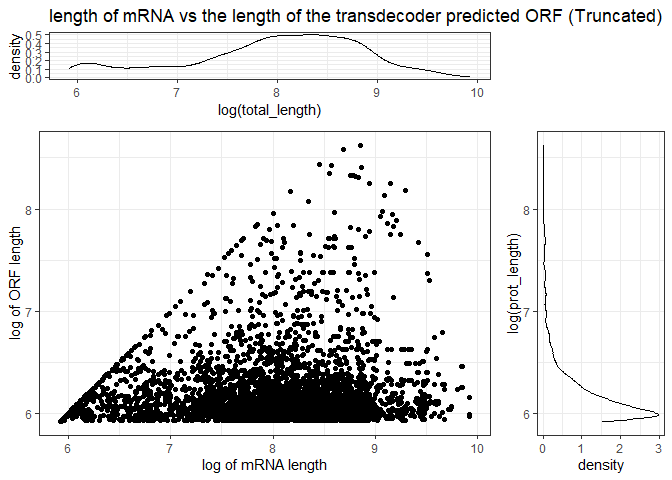 length of mRNA vs the length of the transdecoder predicted ORF (Truncated)
density
0.5
0.4
0.3
0.2
0.1
0.0
6 7 8 9 10
log(total_length)
log of ORF length
8
7
6
6 7 8 9 10
log of mRNA length
log(prot_length)
8
7
6
0 1 2 3
density